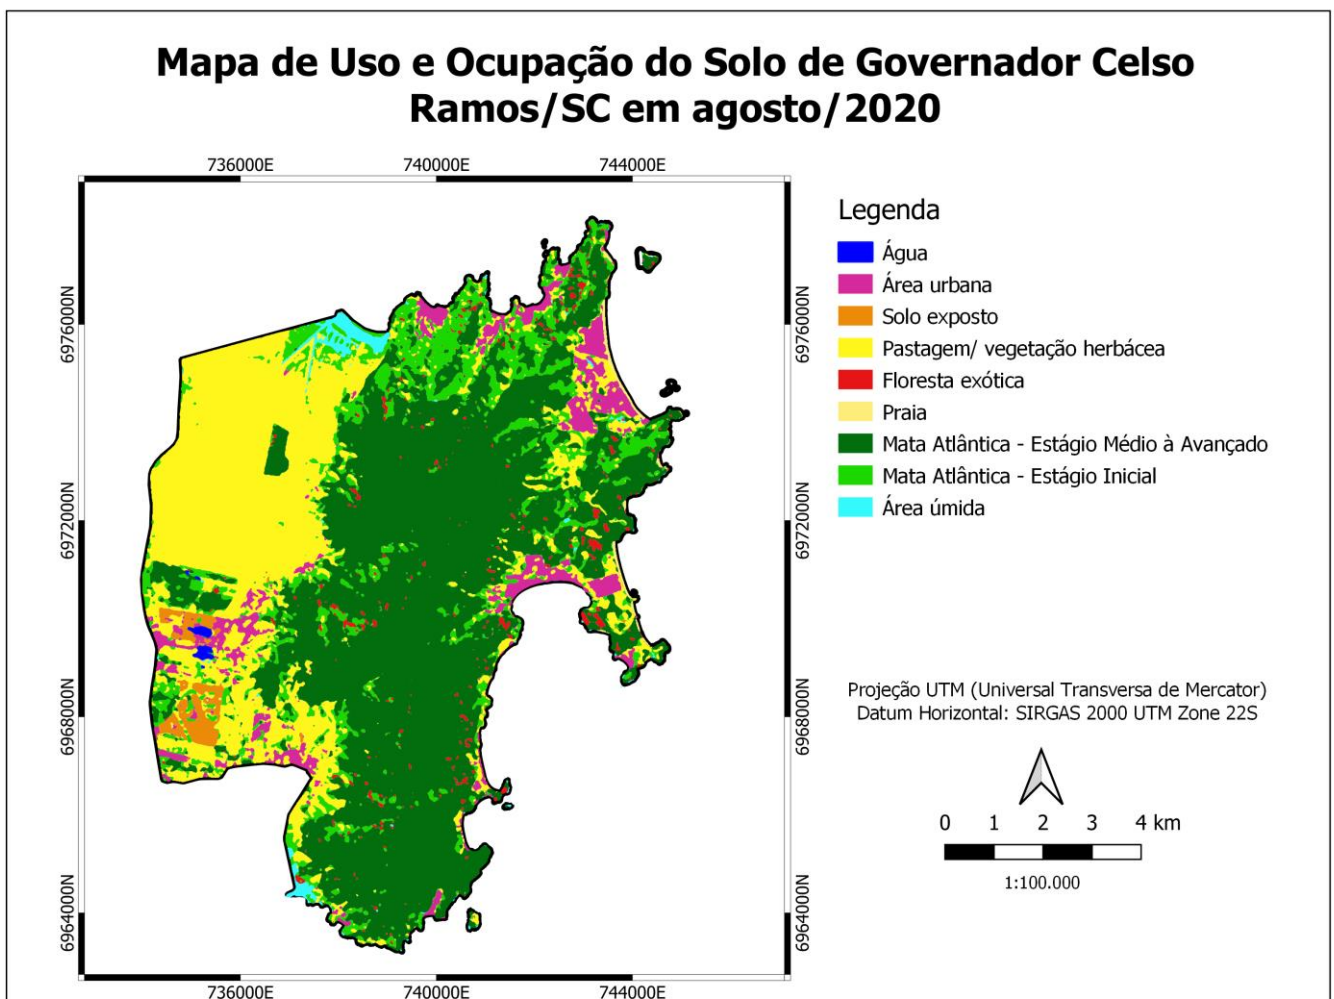 Mapa de Uso e Ocupação do Solo de Governador Celso
Ramos/SC em agosto/2020
736000E 740000E 744000E
6976000N 6976000N
6972000N 6972000N
6968000N 6968000N
6964000N 6964000N
736000E 740000E 744000E
Legenda
Água
Área urbana
Solo exposto
Pastagem/ vegetação herbácea
Floresta exótica
Praia
Mata Atlântica - Estágio Médio à Avançado
Mata Atlântica - Estágio Inicial
Área úmida
Projeção UTM (Universal Transversa de Mercator)
Datum Horizontal: SIRGAS 2000 UTM Zone 22S
0 1 2 3 4 km
1:100.000